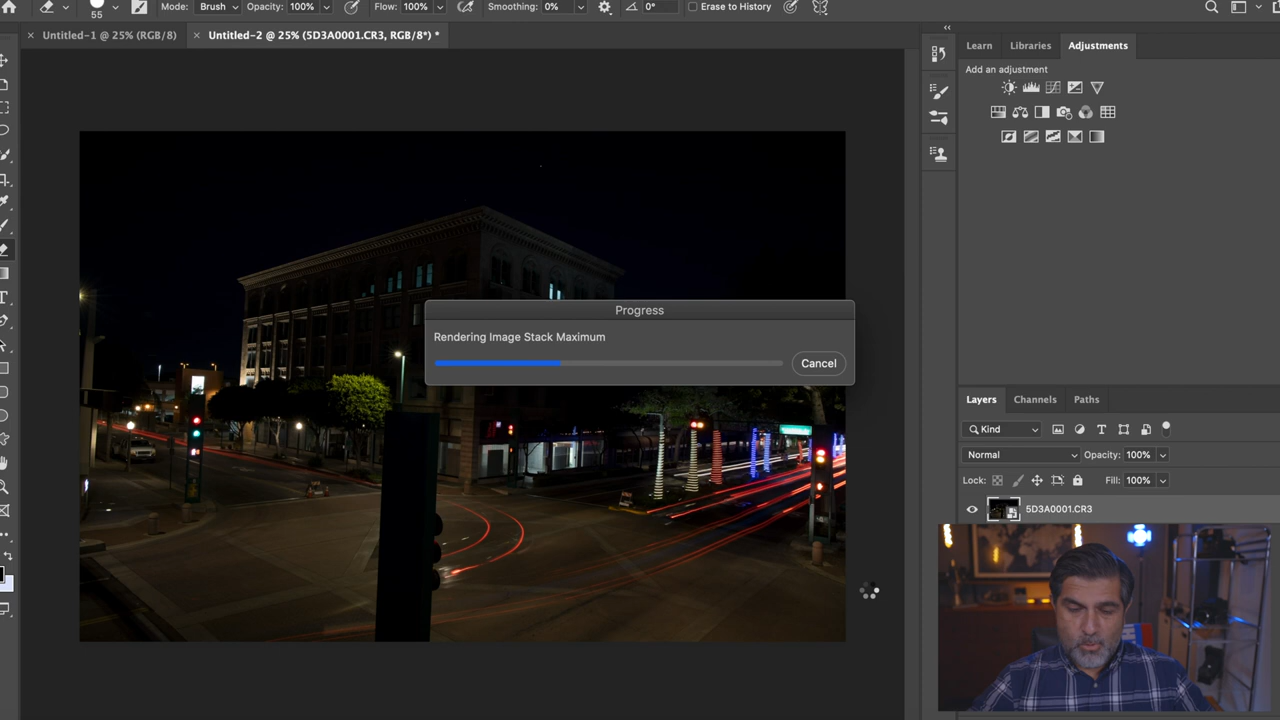 Mode: Brush Opacity: 100% Flow: 100% Smoothing: 0% 0° Erase to History
55
Untitled-1 @ 25% (RGB/8)
Untitled-2 @ 25% (5D3A0001.CR3, RGB/8*) *
Learn Libraries Adjustments
Add an adjustment
Progress
Rendering Image Stack Maximum
Cancel
Layers Channels Paths
Kind
Normal Opacity: 100%
Lock: Fill: 100%
5D3A0001.CR3